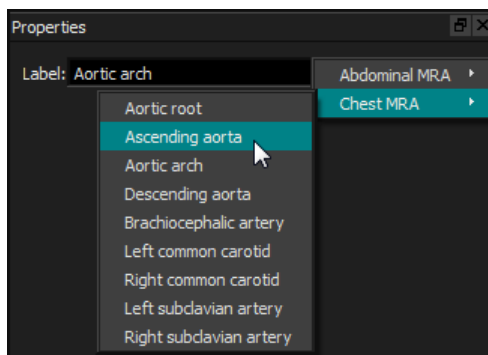 Properties
Label: Aortic arch
Abdominal MRA
Chest MRA
Aortic root
Ascending aorta
Aortic arch
Descending aorta
Brachiocephalic artery
Left common carotid
Right common carotid
Left subclavian artery
Right subclavian artery